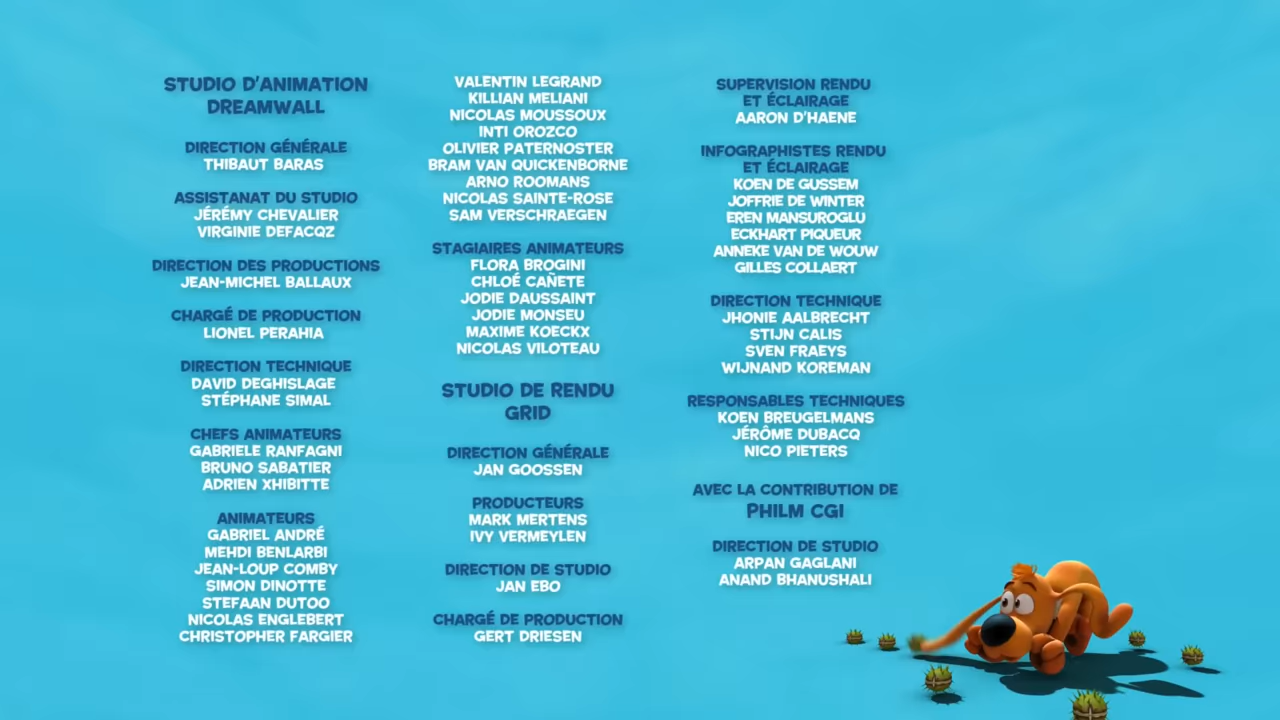 STUDIO D'ANIMATION
DREAMWALL
DIRECTION GÉNÉRALE
THIBAUT BARAS
ASSISTANAT DU STUDIO
JÉRÉMY CHEVALIER
VIRGINIE DEFACQZ
DIRECTION DES PRODUCTIONS
JEAN-MICHEL BALLAUX
CHARGÉ DE PRODUCTION
LIONEL PERAHIA
DIRECTION TECHNIQUE
DAVID DEGHISLAGE
STÉPHANE SIMAL
CHEFS ANIMATEURS
GABRIELE RANFAGNI
BRUNO SABATIER
ADRIEN XHIBITTE
ANIMATEURS
GABRIEL ANDRÉ
MEHDI BENLARBI
JEAN-LOUP COMBY
SIMON DINOTTE
STEFAAN DUTOO
NICOLAS ENGLEBERT
CHRISTOPHER FARGIER
VALENTIN LEGRAND
KILLIAN MELIANI
NICOLAS MOUSSOUX
INTI OROZCO
OLIVIER PATERNOSTER
BRAM VAN QUICKENBORNE
ARNO ROOMANS
NICOLAS SAINTE-ROSE
SAM VERSCHRAEGEN
STAGIAIRES ANIMATEURS
FLORA BROGINI
CHLOÉ CAÑETE
JODIE DAUSSAINT
JODIE MONSEU
MAXIME KOECKX
NICOLAS VILOTEAU
STUDIO DE RENDU
GRID
DIRECTION GÉNÉRALE
JAN GOOSSEN
PRODUCTEURS
MARK MERTENS
IVY VERMEYLEN
DIRECTION DE STUDIO
JAN EBO
CHARGÉ DE PRODUCTION
GERT DRIESEN
SUPERVISION RENDU
ET ÉCLAIRAGE
AARON D'HAENE
INFOGRAPHISTES RENDU
ET ÉCLAIRAGE
KOEN DE GUSSEM
JOFFRIE DE WINTER
EREN MANSUROGLU
ECKHART PIQUEUR
ANNEKE VAN DE WOUW
GILLES COLLAERT
DIRECTION TECHNIQUE
JHONIE AALBRECHT
STIJN CALIS
SVEN FRAEYS
WIJNAND KOREMAN
RESPONSABLES TECHNIQUES
KOEN BREUGELMANS
JÉRÔME DUBACQ
NICO PIETERS
AVEC LA CONTRIBUTION DE
PHILM CGI
DIRECTION DE STUDIO
ARPAN GAGLANI
ANAND BHANUSHALI